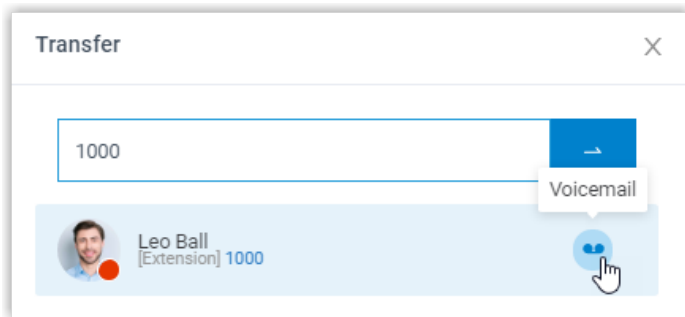 Transfer
1000
Voicemail
Leo Ball
[Extension] 1000